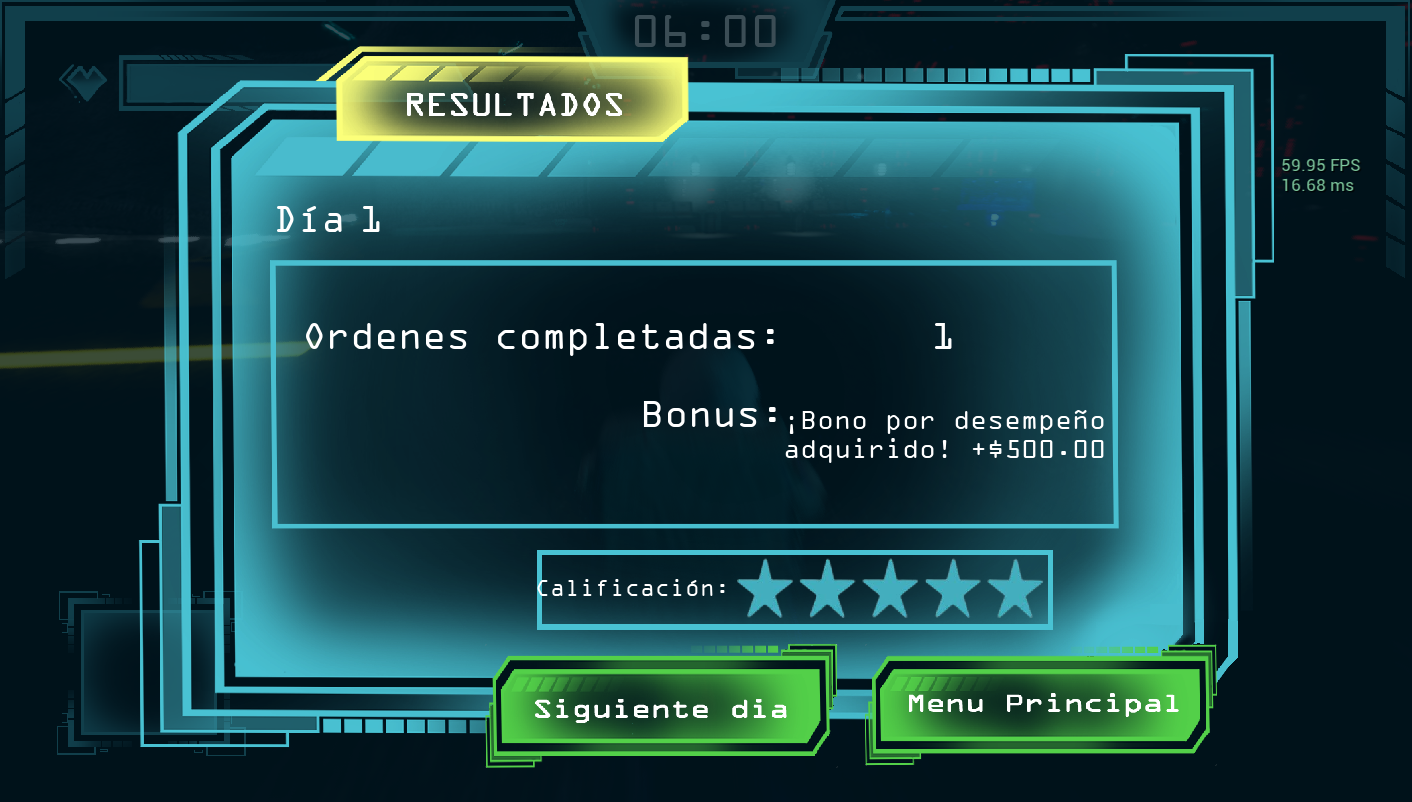 06:00
RESULTADOS
59.95 FPS
16.68 ms
Día 1
Ordenes completadas: 1
Bonus: ¡Bono por desempeño
adquirido! +$500.00
Calificación:
Siguiente dia
Menu Principal